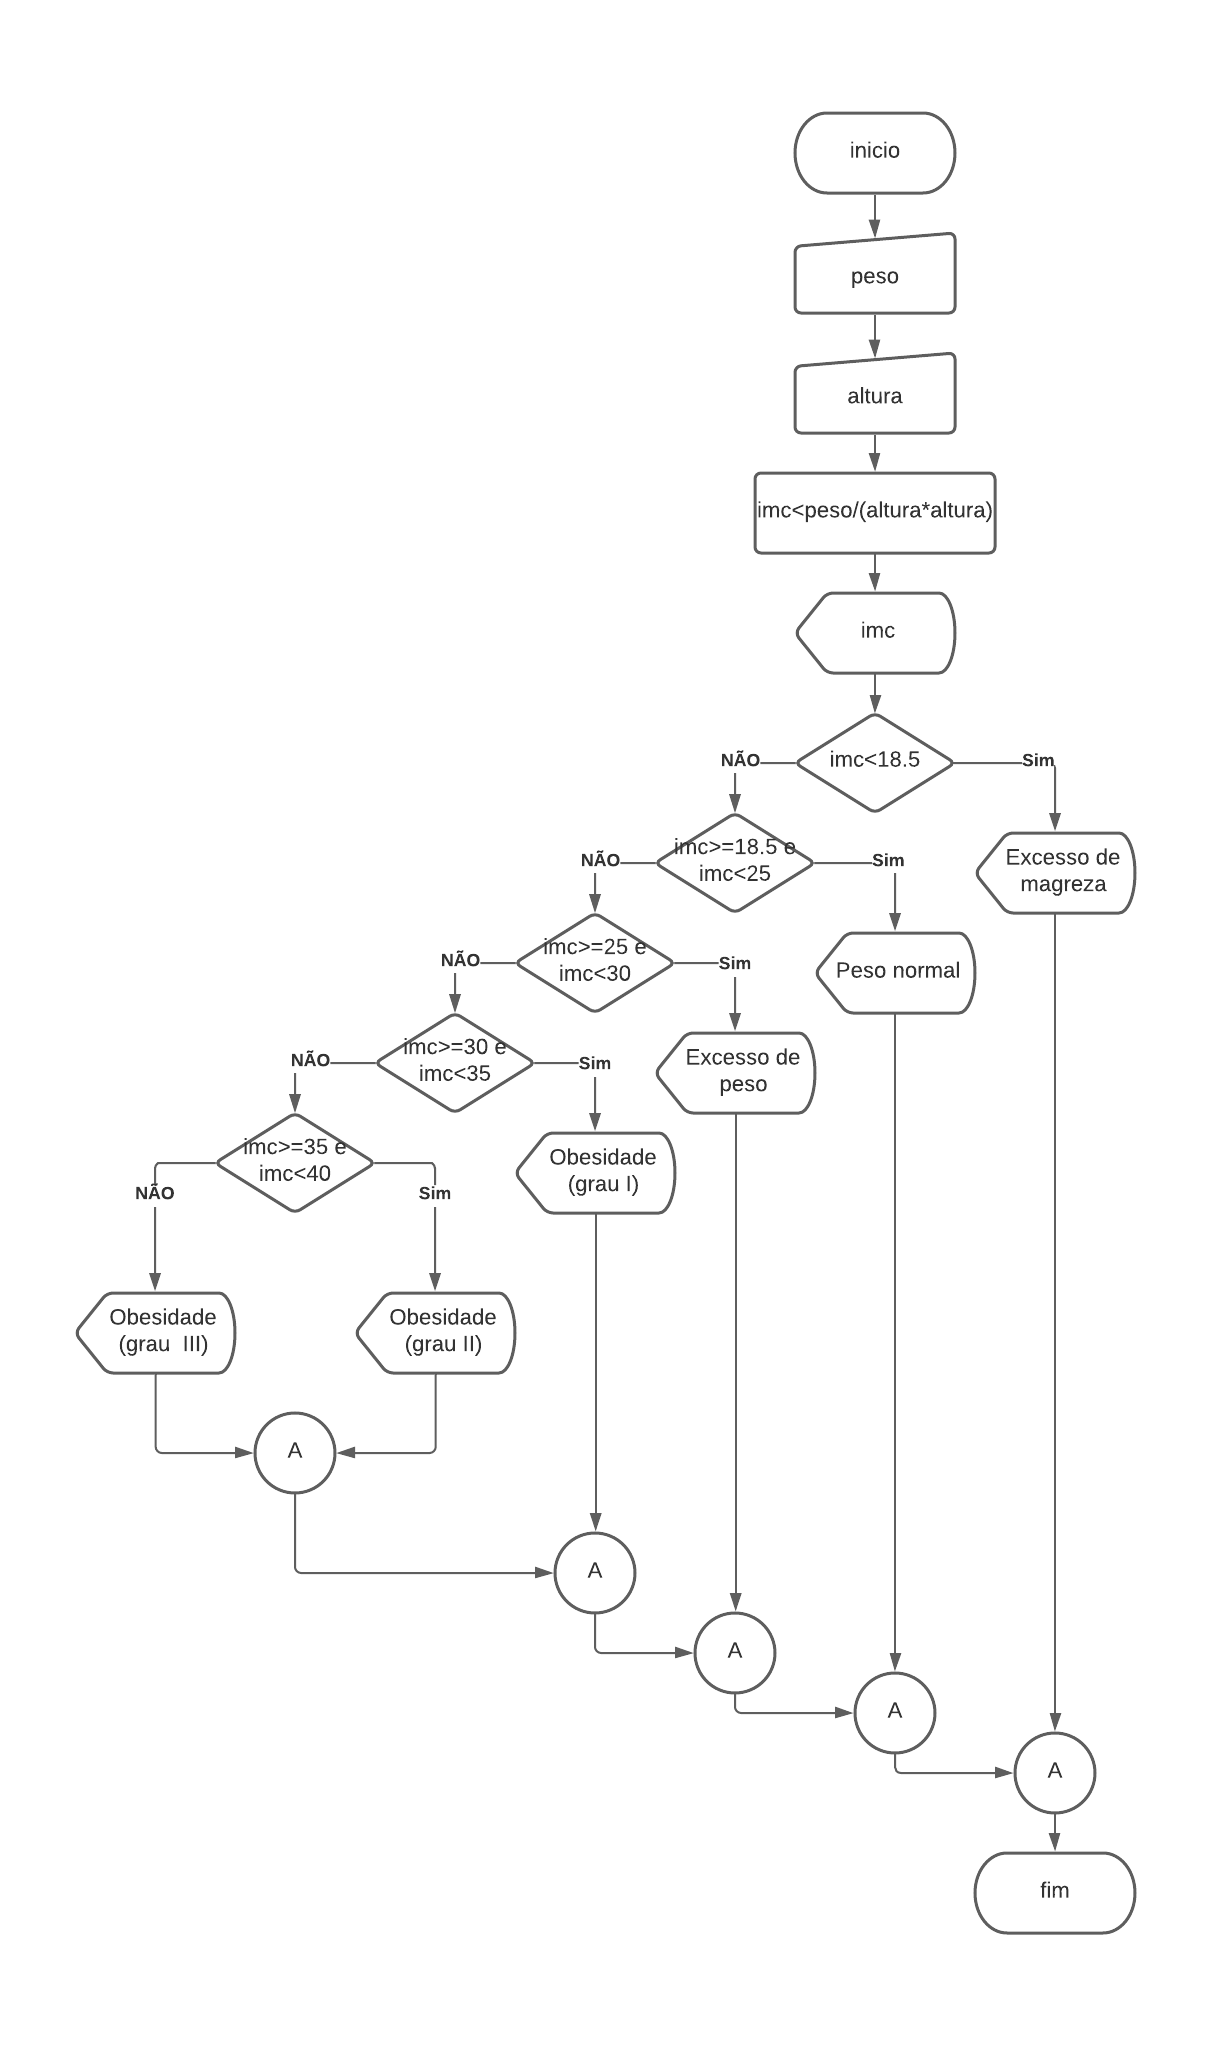 inicio
peso
altura
imc<peso/(altura*altura)
imc
imc<18.5
NÃO
Sim
imc>=18.5 e
imc<25
NÃO
Sim
Excesso de
magreza
imc>=25 e
imc<30
NÃO
Sim
Peso normal
imc>=30 e
imc<35
NÃO
Sim
Excesso de
peso
imc>=35 e
imc<40
NÃO
Sim
Obesidade
(grau I)
Obesidade
(grau  III)
Obesidade
(grau II)
A
A
A
A
A
fim